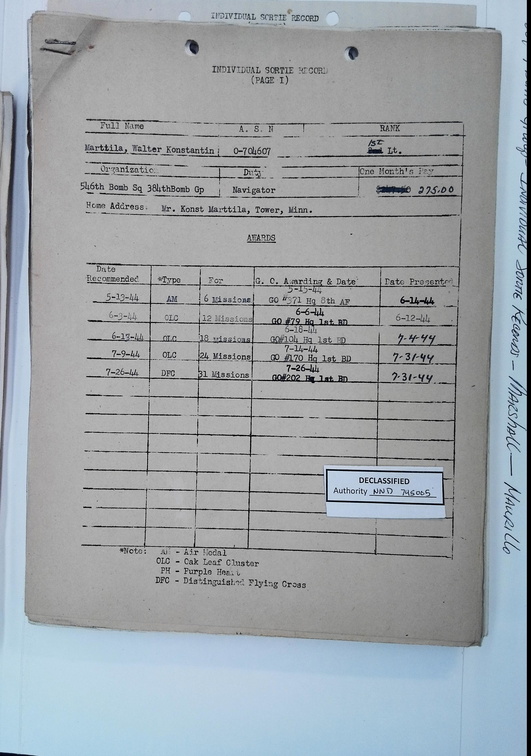 INDIVIDUAL SORTIE RECORD
INDIVIDUAL SORTIE RECORD
(PAGE I.)
Full Name A. S. N RANK
Marttila, Walter Konstantin 0-704607 1st Lt.
Organization Duty One Month's Pay
546th Bomb Sq 384thBomb Gp Navigator 275.00
Home Address. Mr. Konst Marttila, Tower, Minn.
AWARDS
Date Recommended *Type For G. C. Awarding & Date Date Presented
5-13-44 AM 6 Missions 5-15-44 GO #371 Hq 8th AF 6-14-44
6-3-44 OLC 12 Missions 6-6-44 GO #79 Hq 1st BD 6-12-44
6-13-44 OLC 18 missions 6-18-44 GO#104 Hq 1st BD 7-4-44
7-9-44 OLC 24 Missions 7-14-44 GO #170 Hq 1st BD 7-31-44
7-26-44 DFC 31 Missions 7-26-44 GO#202 Hq 1st BD 7-31-44
DECLASSIFIED
Authority NND 745005
*Note: AM - Air Medal
OLC - Oak Leaf Cluster
PH - Purple Heart
DFC - Distinguished Flying Cross
Individual Sortie Records - Marshall -